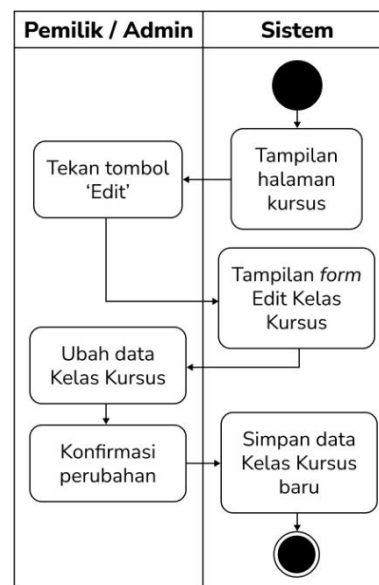 Pemilik / Admin
Sistem
Tampilan
halaman
kursus
Tekan tombol
‘Edit’
Tampilan form
Edit Kelas
Kursus
Ubah data
Kelas Kursus
Konfirmasi
perubahan
Simpan data
Kelas Kursus
baru